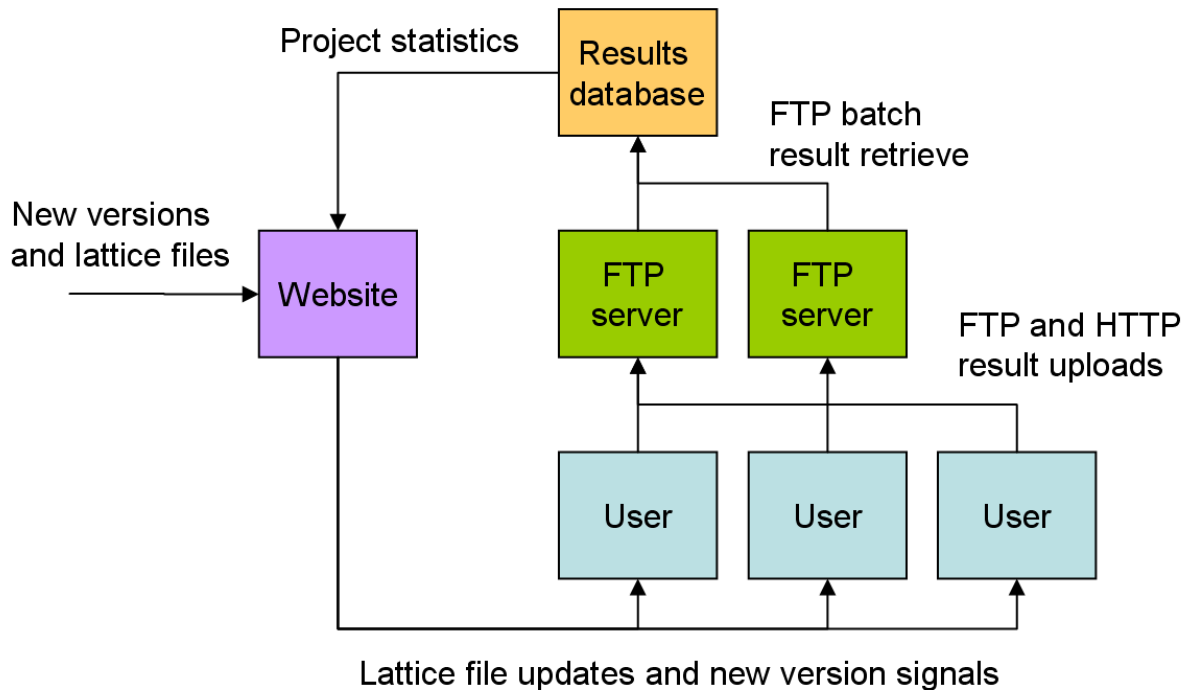 Project statistics
Results
database
FTP batch
result retrieve
New versions
and lattice files
Website
FTP
server
FTP
server
FTP and HTTP
result uploads
User
User
User
Lattice file updates and new version signals